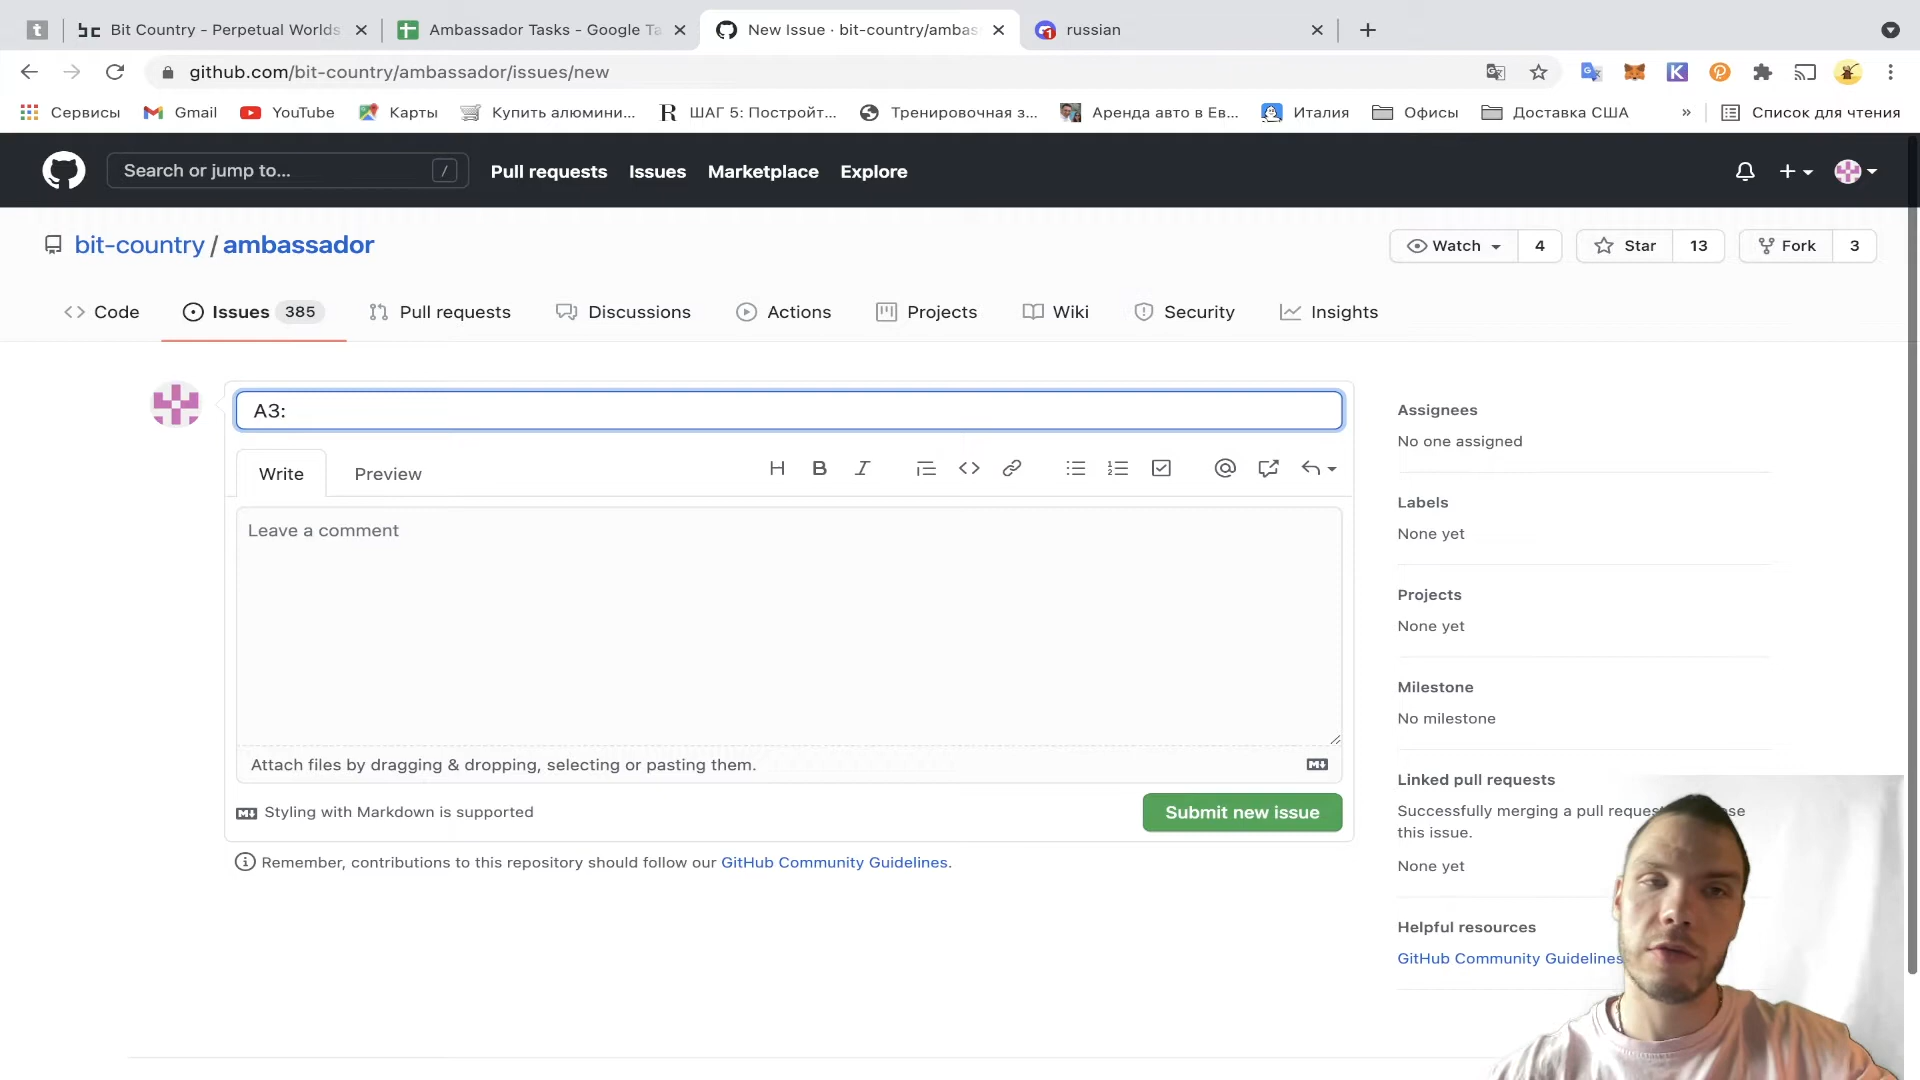 Bit Country - Perpetual Worlds
Ambassador Tasks - Google Ta
New Issue · bit-country/ambas
russian
github.com/bit-country/ambassador/issues/new
Сервисы
Gmail
YouTube
Карты
Купить алюмини...
R ШАГ 5: Постройт...
Тренировочная з...
Аренда авто в Ев...
Италия
Офисы
Доставка США
»
Список для чтения
Search or jump to...
/
Pull requests
Issues
Marketplace
Explore
bit-country / ambassador
Watch 4
Star 13
Fork 3
Code
Issues 385
Pull requests
Discussions
Actions
Projects
Wiki
Security
Insights
A3:
Write
Preview
Leave a comment
Attach files by dragging & dropping, selecting or pasting them.
Styling with Markdown is supported
Submit new issue
Remember, contributions to this repository should follow our GitHub Community Guidelines.
Assignees
No one assigned
Labels
None yet
Projects
None yet
Milestone
No milestone
Linked pull requests
Successfully merging a pull
this issue.
None yet
Helpful resources
GitHub Community Guidelines